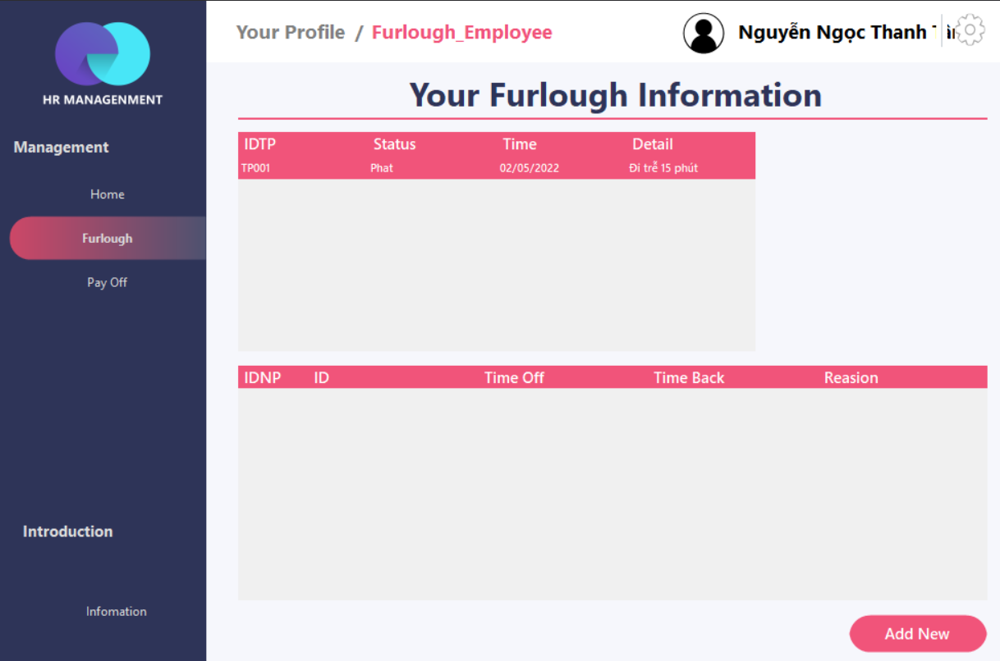 HR MANAGENMENT
Management
Home
Furlough
Pay Off
Introduction
Infomation
Your Profile / Furlough_Employee
Nguyễn Ngọc Thanh
Your Furlough Information
IDTP Status Time Detail
TP001 Phat 02/05/2022 Đi trễ 15 phút
IDNP ID Time Off Time Back Reasion
Add New